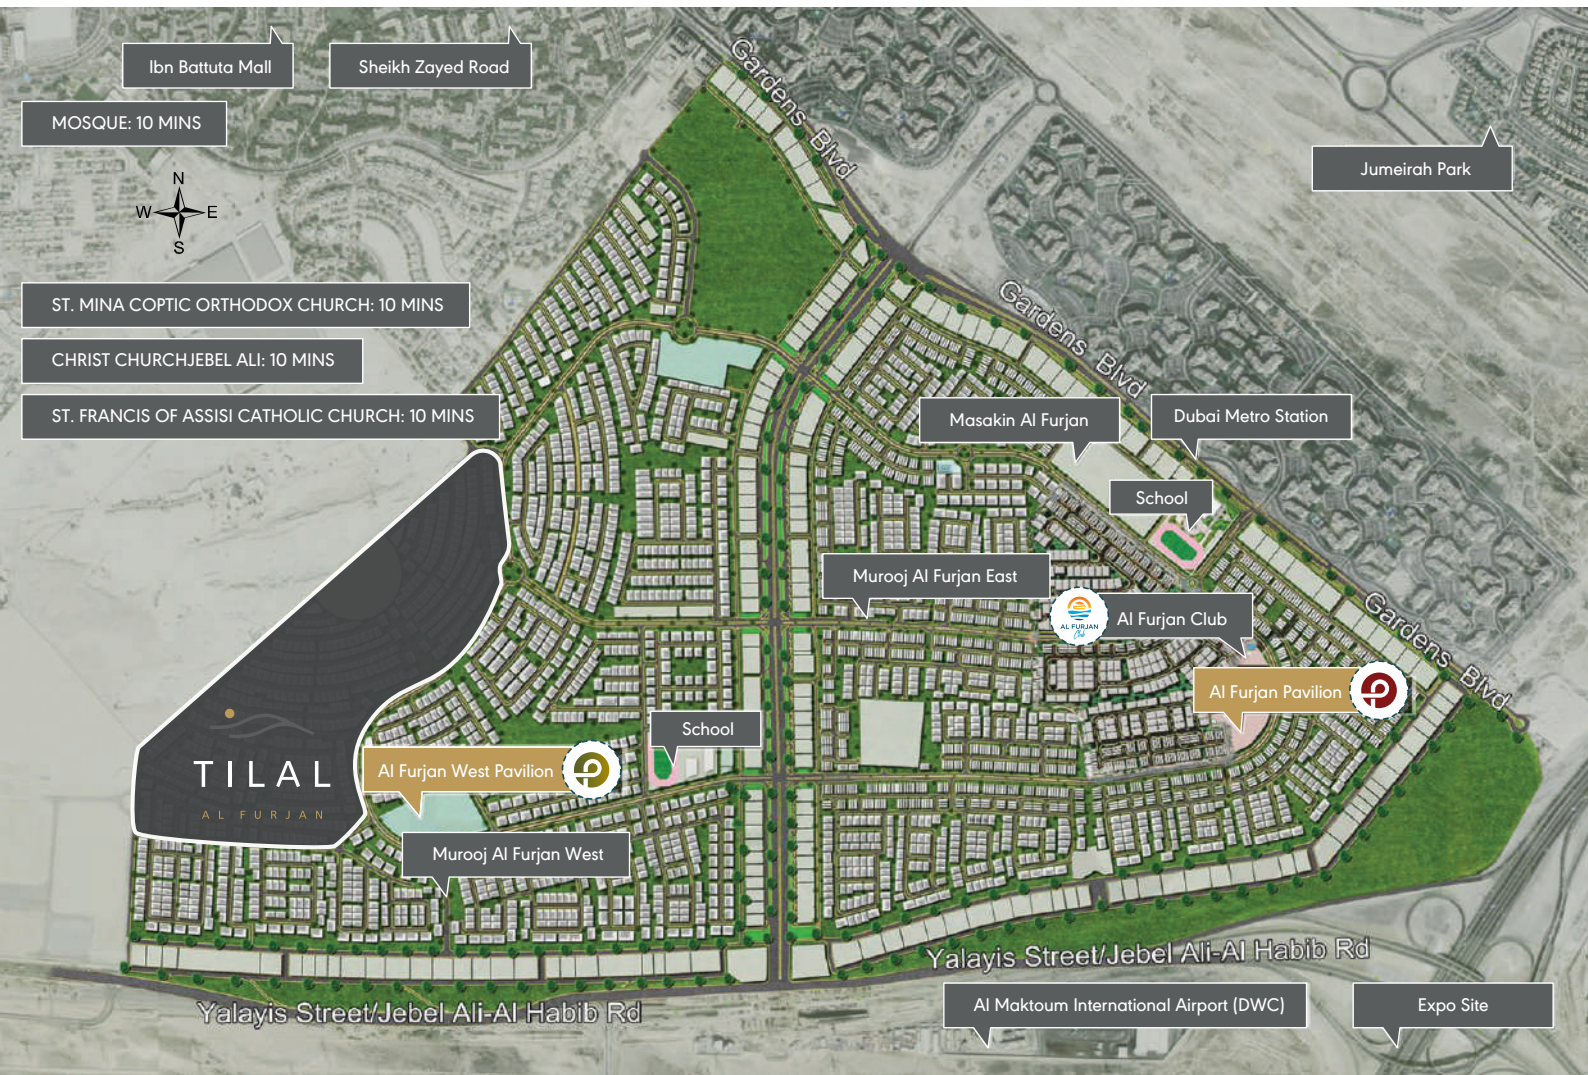 Ibn Battuta Mall
Sheikh Zayed Road
Gardens Blvd
MOSQUE: 10 MINS
Jumeirah Park
N
W
E
S
ST. MINA COPTIC ORTHODOX CHURCH: 10 MINS
Gardens Blvd
CHRIST CHURCHJEBEL ALI: 10 MINS
ST. FRANCIS OF ASSISI CATHOLIC CHURCH: 10 MINS
Masakin Al Furjan
Dubai Metro Station
School
Murooj Al Furjan East
AL FURJAN
Club
Al Furjan Club
Gardens Blvd
Al Furjan Pavilion
School
TILAL
AL FURJAN
Al Furjan West Pavilion
Murooj Al Furjan West
Yalayis Street/Jebel Ali-Al Habib Rd
Yalayis Street/Jebel Ali-Al Habib Rd
Al Maktoum International Airport (DWC)
Expo Site